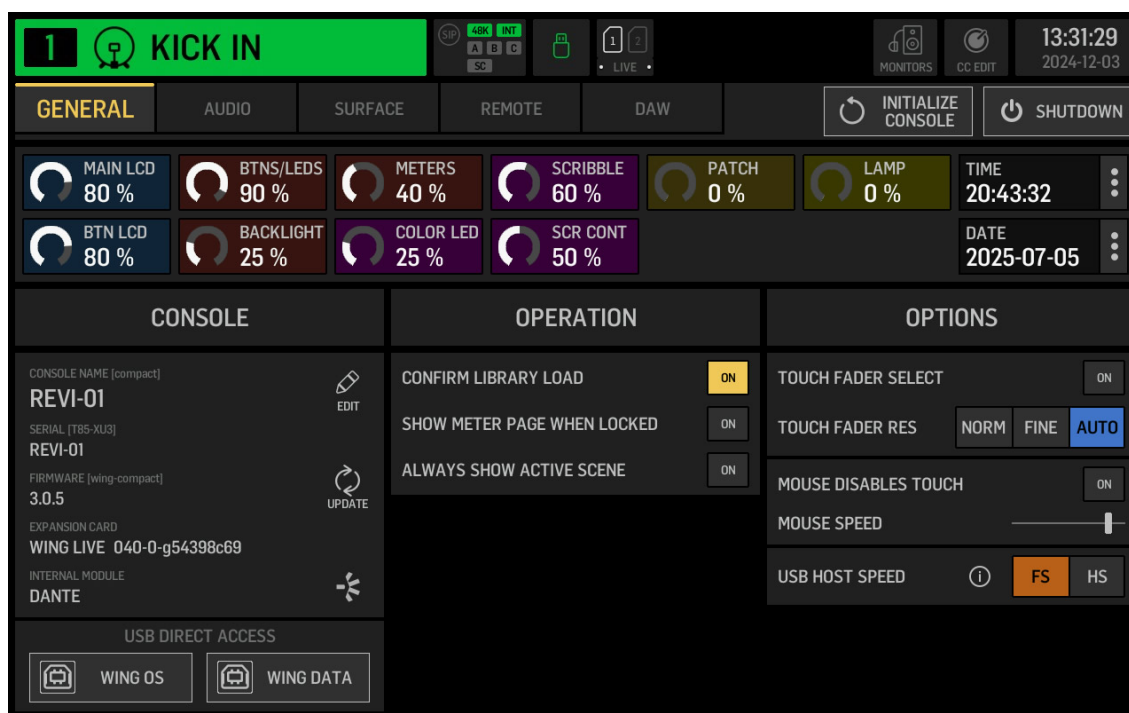 1 KICK IN
SIP 48K INT
A B C
SC
1 2
• LIVE •
MONITORS
CC EDIT
13:31:29
2024-12-03
GENERAL AUDIO SURFACE REMOTE DAW
INITIALIZE
CONSOLE
SHUTDOWN
MAIN LCD
80 %
BTNS/LEDS
90 %
METERS
40 %
SCRIBBLE
60 %
PATCH
0 %
LAMP
0 %
TIME
20:43:32
BTN LCD
80 %
BACKLIGHT
25 %
COLOR LED
25 %
SCR CONT
50 %
DATE
2025-07-05
CONSOLE
CONSOLE NAME [compact]
REVI-01
EDIT
SERIAL [T85-XU3]
REVI-01
FIRMWARE [wing-compact]
3.0.5
UPDATE
EXPANSION CARD
WING LIVE 040-0-g54398c69
INTERNAL MODULE
DANTE
USB DIRECT ACCESS
WING OS
WING DATA
OPERATION
CONFIRM LIBRARY LOAD ON
SHOW METER PAGE WHEN LOCKED ON
ALWAYS SHOW ACTIVE SCENE ON
OPTIONS
TOUCH FADER SELECT ON
TOUCH FADER RES NORM FINE AUTO
MOUSE DISABLES TOUCH ON
MOUSE SPEED
USB HOST SPEED i FS HS